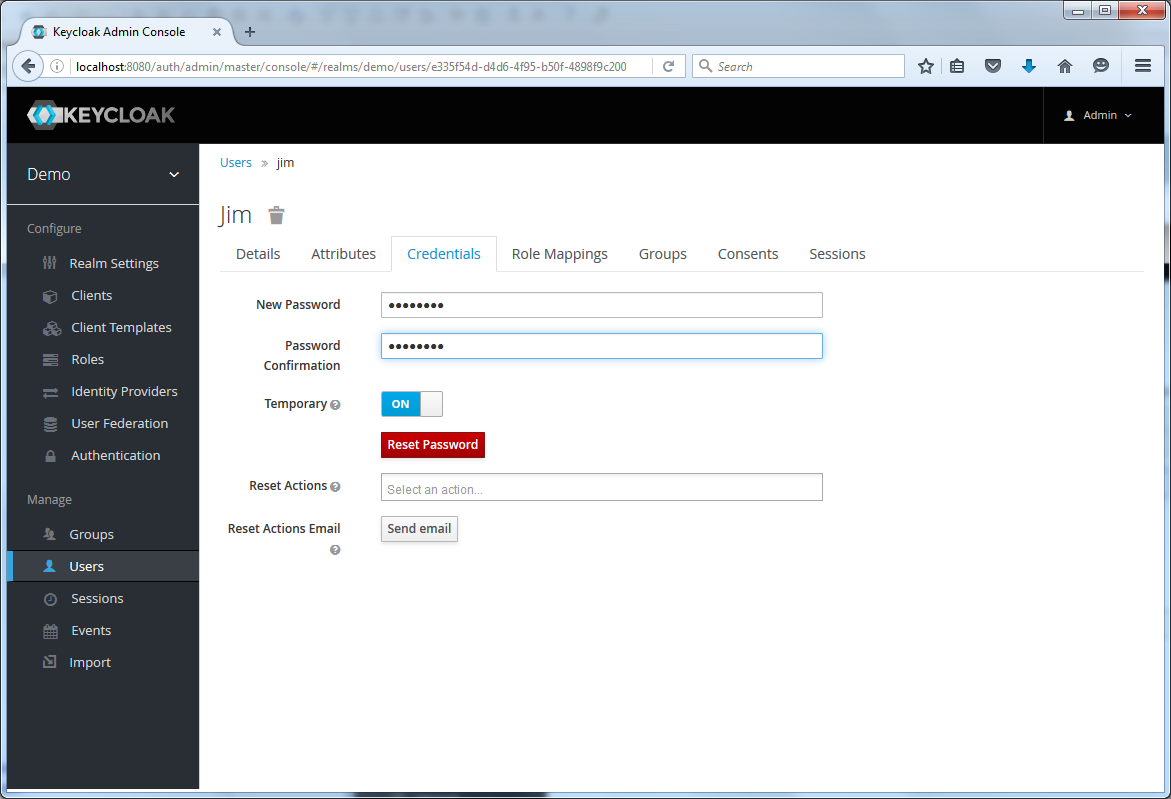 Keycloak Admin Console
localhost:8080/auth/admin/master/console/#/realms/demo/users/e335f54d-d4d6-4f95-b50f-4898f9c200
Search
KEYCLOAK
Admin
Demo
Configure
Realm Settings
Clients
Client Templates
Roles
Identity Providers
User Federation
Authentication
Manage
Groups
Users
Sessions
Events
Import
Users » jim
Jim
Details Attributes Credentials Role Mappings Groups Consents Sessions
New Password
Password
Confirmation
Temporary
ON
Reset Password
Reset Actions
Select an action...
Reset Actions Email
Send email